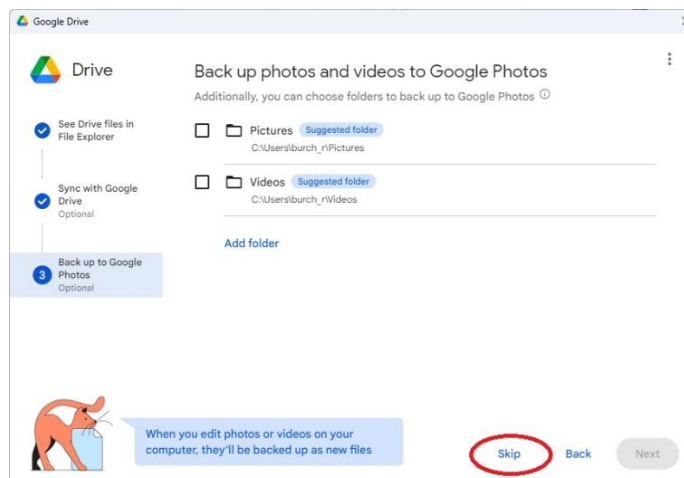 Google Drive
Drive
See Drive files in
File Explorer
Sync with Google
Drive
Optional
3
Back up to Google
Photos
Optional
Back up photos and videos to Google Photos
Additionally, you can choose folders to back up to Google Photos
Pictures Suggested folder
C:\Users\burch_r\Pictures
Videos Suggested folder
C:\Users\burch_r\Videos
Add folder
When you edit photos or videos on your
computer, they'll be backed up as new files
Skip Back Next